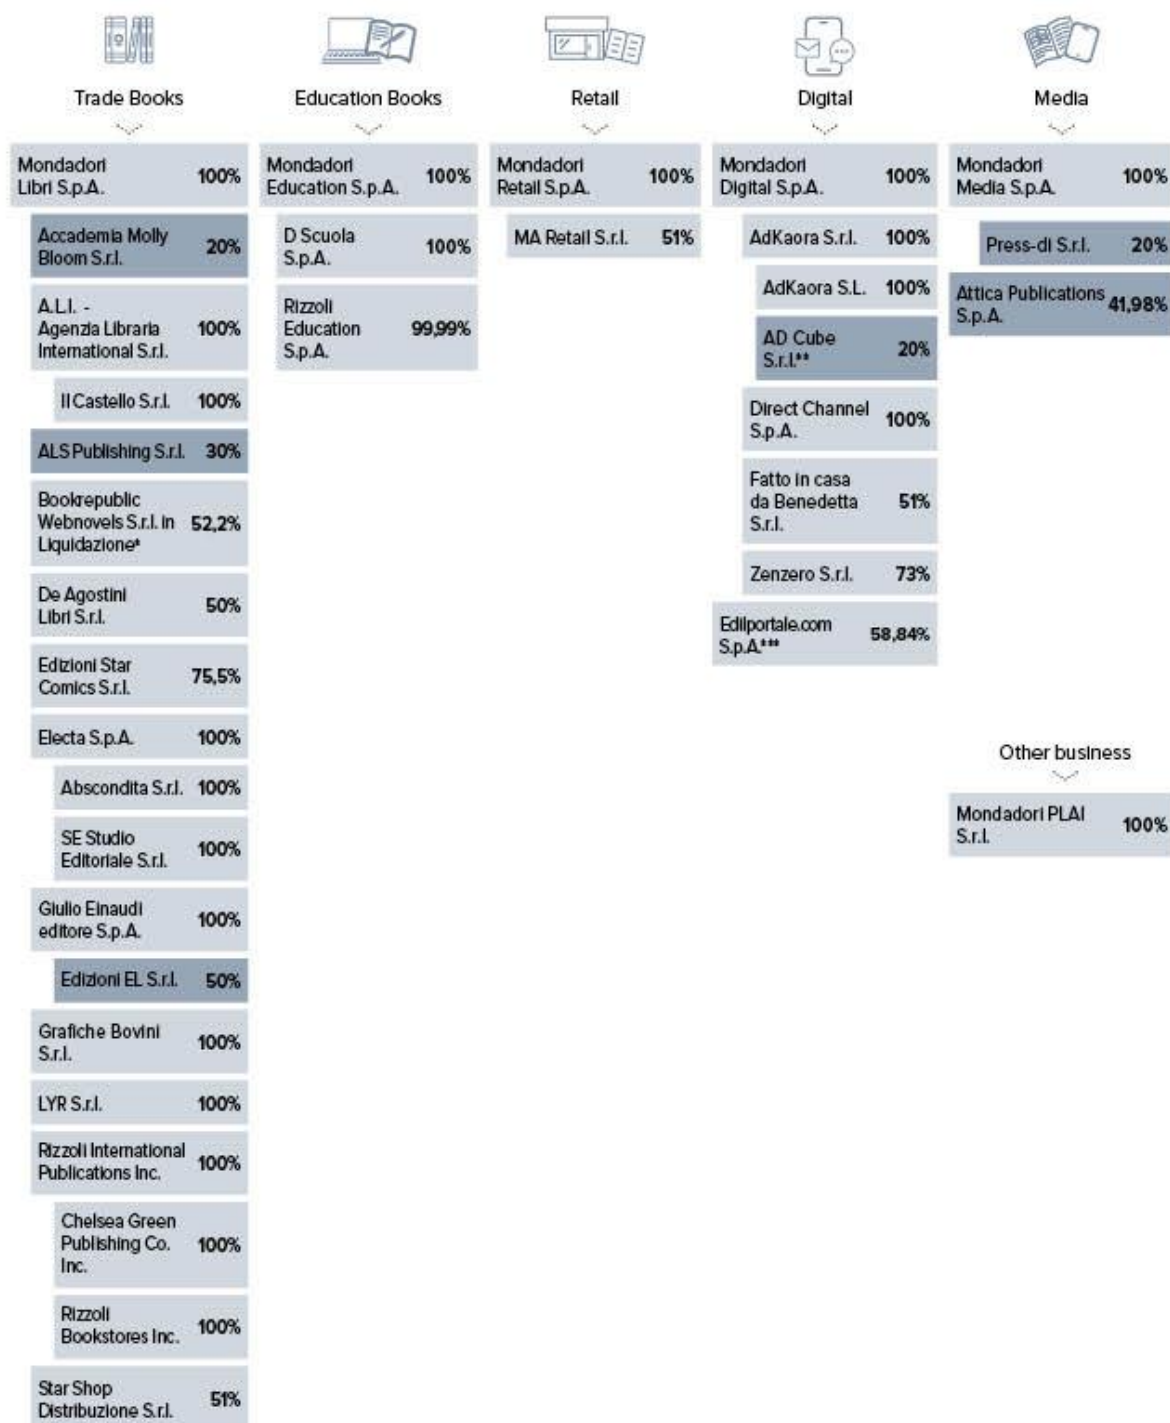 Trade Books
Mondadori
Libri S.p.A. 100%
Accademia Molly
Bloom S.r.l. 20%
A.L.I. -
Agenzia Libraria
International S.r.l. 100%
Il Castello S.r.l. 100%
ALS Publishing S.r.l. 30%
Bookrepublic
Webnovels S.r.l. in
Liquidazione* 52,2%
De Agostini
Libri S.r.l. 50%
Edizioni Star
Comics S.r.l. 75,5%
Electa S.p.A. 100%
Abscondita S.r.l. 100%
SE Studio
Editoriale S.r.l. 100%
Giulio Einaudi
editore S.p.A. 100%
Edizioni EL S.r.l. 50%
Grafiche Bovini
S.r.l. 100%
LYR S.r.l. 100%
Rizzoli International
Publications Inc. 100%
Chelsea Green
Publishing Co.
Inc. 100%
Rizzoli
Bookstores Inc. 100%
Star Shop
Distribuzione S.r.l. 51%
Education Books
Mondadori
Education S.p.A. 100%
D Scuola
S.p.A. 100%
Rizzoli
Education
S.p.A. 99,99%
Retail
Mondadori
Retail S.p.A. 100%
MA Retail S.r.l. 51%
Digital
Mondadori
Digital S.p.A. 100%
AdKaora S.r.l. 100%
AdKaora S.L. 100%
AD Cube
S.r.l.** 20%
Direct Channel
S.p.A. 100%
Fatto in casa
da Benedetta
S.r.l. 51%
Zenzero S.r.l. 73%
Edilportale.com
S.p.A.*** 58,84%
Media
Mondadori
Media S.p.A. 100%
Press-di S.r.l. 20%
Attica Publications
S.p.A. 41,98%
Other business
Mondadori PLAI
S.r.l. 100%